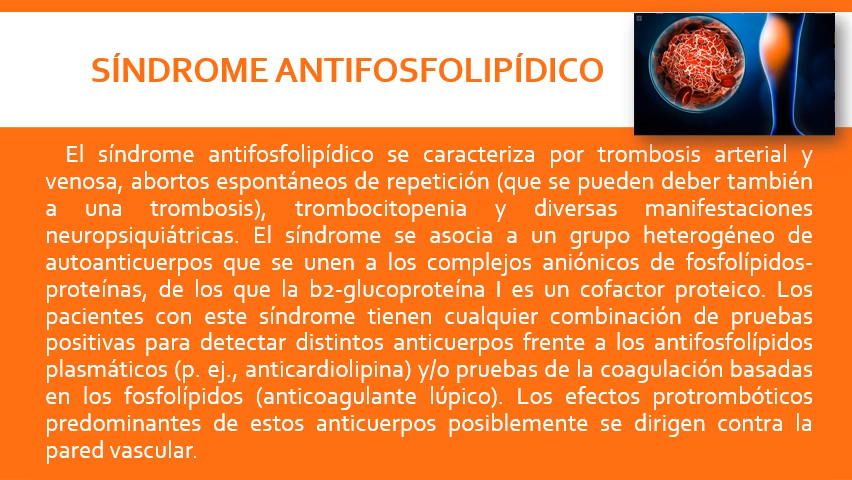 SÍNDROME ANTIFOSFOLIPÍDICO
El síndrome antifosfolipídico se caracteriza por trombosis arterial y
venosa, abortos espontáneos de repetición (que se pueden deber también
a una trombosis), trombocitopenia y diversas manifestaciones
neuropsiquiátricas. El síndrome se asocia a un grupo heterogéneo de
autoanticuerpos que se unen a los complejos aniónicos de fosfolípidos-
proteínas, de los que la b2-glucoproteína I es un cofactor proteico. Los
pacientes con este síndrome tienen cualquier combinación de pruebas
positivas para detectar distintos anticuerpos frente a los antifosfolípidos
plasmáticos (p. ej., anticardiolipina) y/o pruebas de la coagulación basadas
en los fosfolípidos (anticoagulante lúpico). Los efectos protrombóticos
predominantes de estos anticuerpos posiblemente se dirigen contra la
pared vascular.